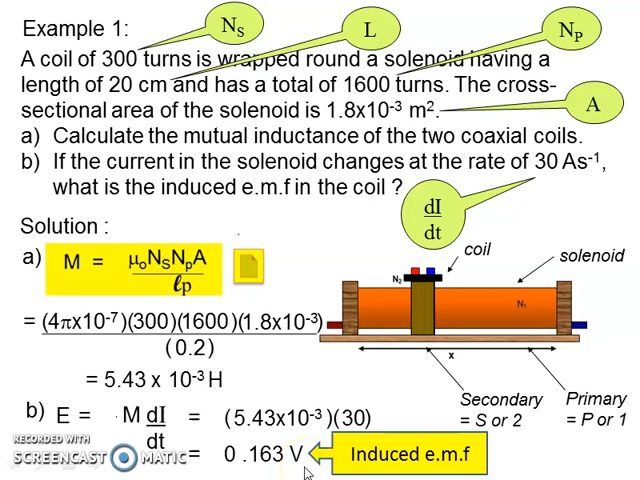 Example 1:
N_S
L
N_P
A coil of 300 turns is wrapped round a solenoid having a
length of 20 cm and has a total of 1600 turns. The cross-
sectional area of the solenoid is 1.8x10⁻³ m².
A
a) Calculate the mutual inductance of the two coaxial coils.
b) If the current in the solenoid changes at the rate of 30 As⁻¹,
what is the induced e.m.f in the coil ?
dI
dt
Solution :
a) M = μ₀N_SN_pA
ℓp
coil
solenoid
N₂
N₁
x
= (4πx10⁻⁷)(300)(1600)(1.8x10⁻³)
(0.2)
= 5.43 x 10⁻³ H
Secondary
= S or 2
Primary
= P or 1
b) E = M dI = (5.43x10⁻³)(30)
dt
= 0.163 V
Induced e.m.f
RECORDED WITH
SCREENCAST MATIC